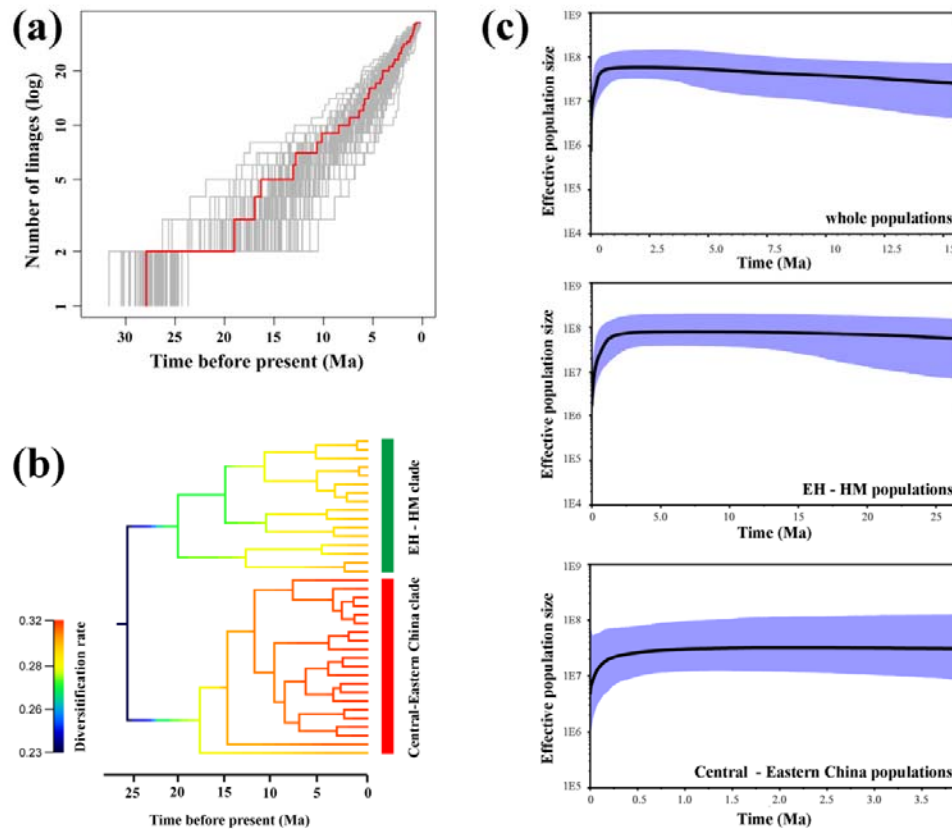 (a)
Number of linages (log)
20
10
5
2
1
30 25 20 15 10 5 0
Time before present (Ma)
(b)
EH - HM clade
Central-Eastern China clade
Diversitification rate
0.32
0.28
0.26
0.23
25 20 15 10 5 0
Time before present (Ma)
(c)
Effective population size
1E9
1E8
1E7
1E6
1E5
1E4
whole populations
0 2.5 5.0 7.5 10 12.5 15
Time (Ma)
Effective population size
1E9
1E8
1E7
1E6
1E5
1E4
EH - HM populations
0 5.0 10 15 20 25
Time (Ma)
Effective population size
1E9
1E8
1E7
1E6
1E5
Central - Eastern China populations
0 0.5 1.0 1.5 2.0 2.5 3.0 3.5
Time (Ma)